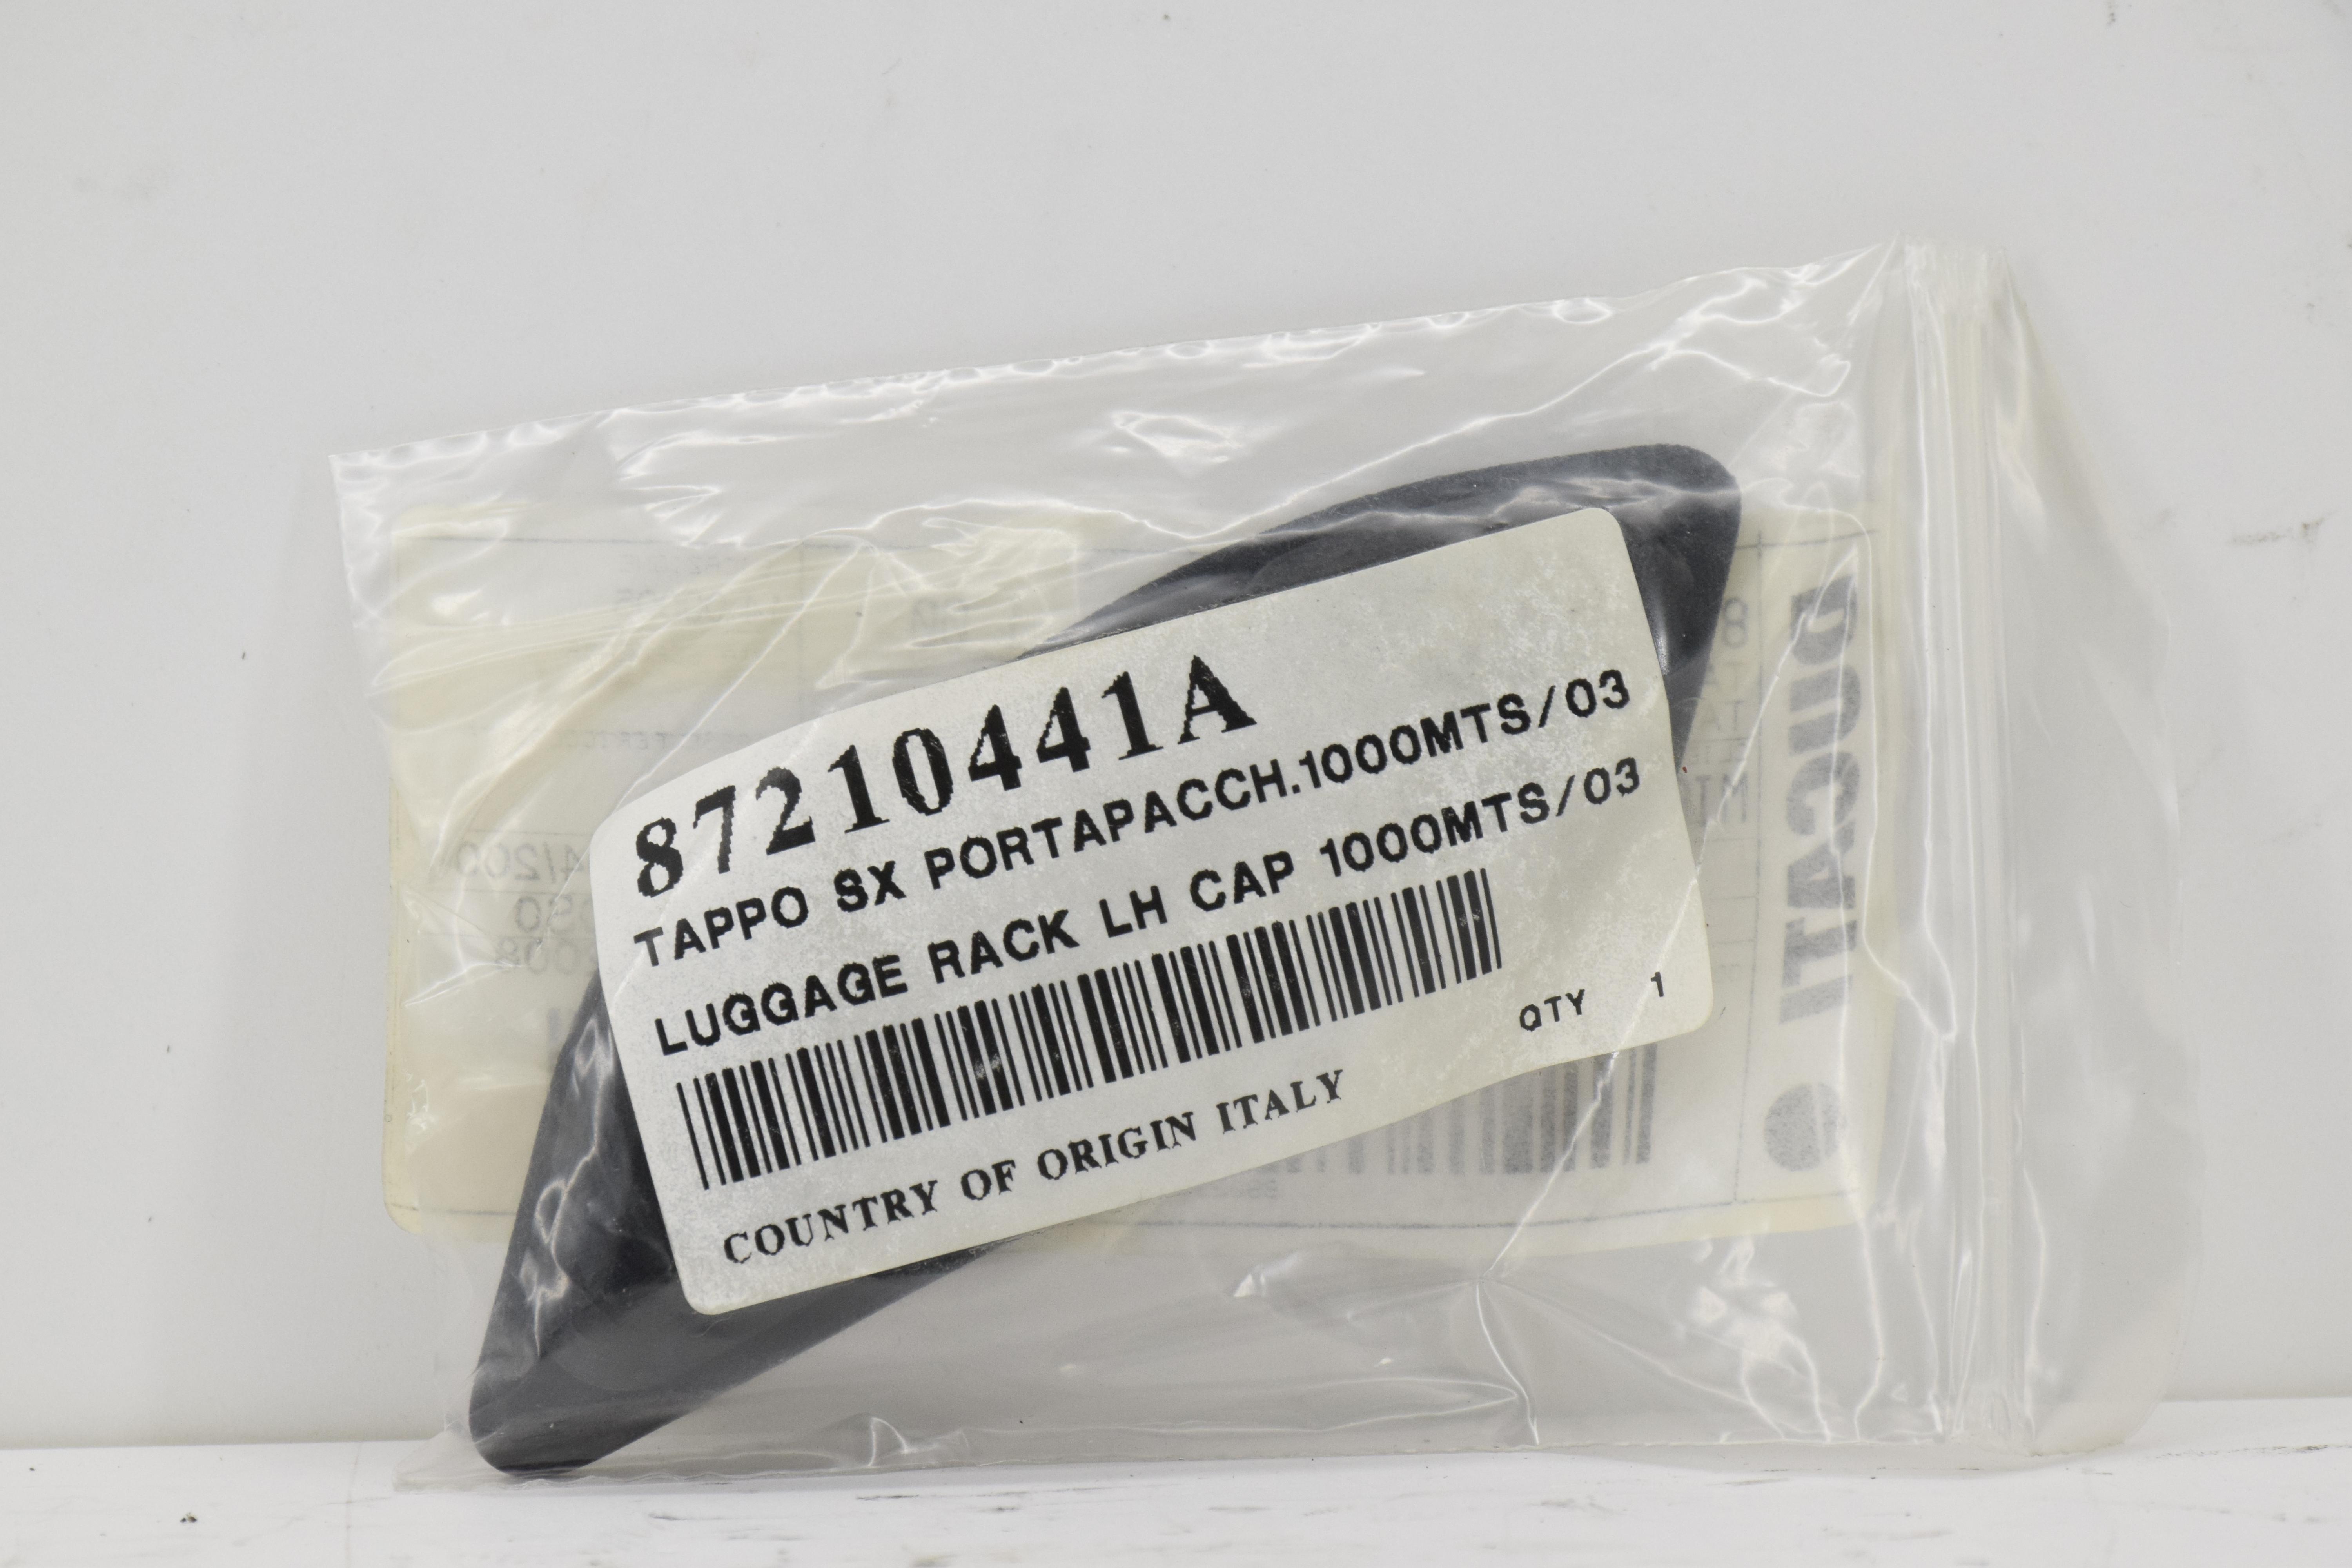 87210441A
TAPPO SX PORTAPACCH.1000MTS/03
LUGGAGE RACK LH CAP 1000MTS/03
QTY 1
COUNTRY OF ORIGIN ITALY
DUCATI